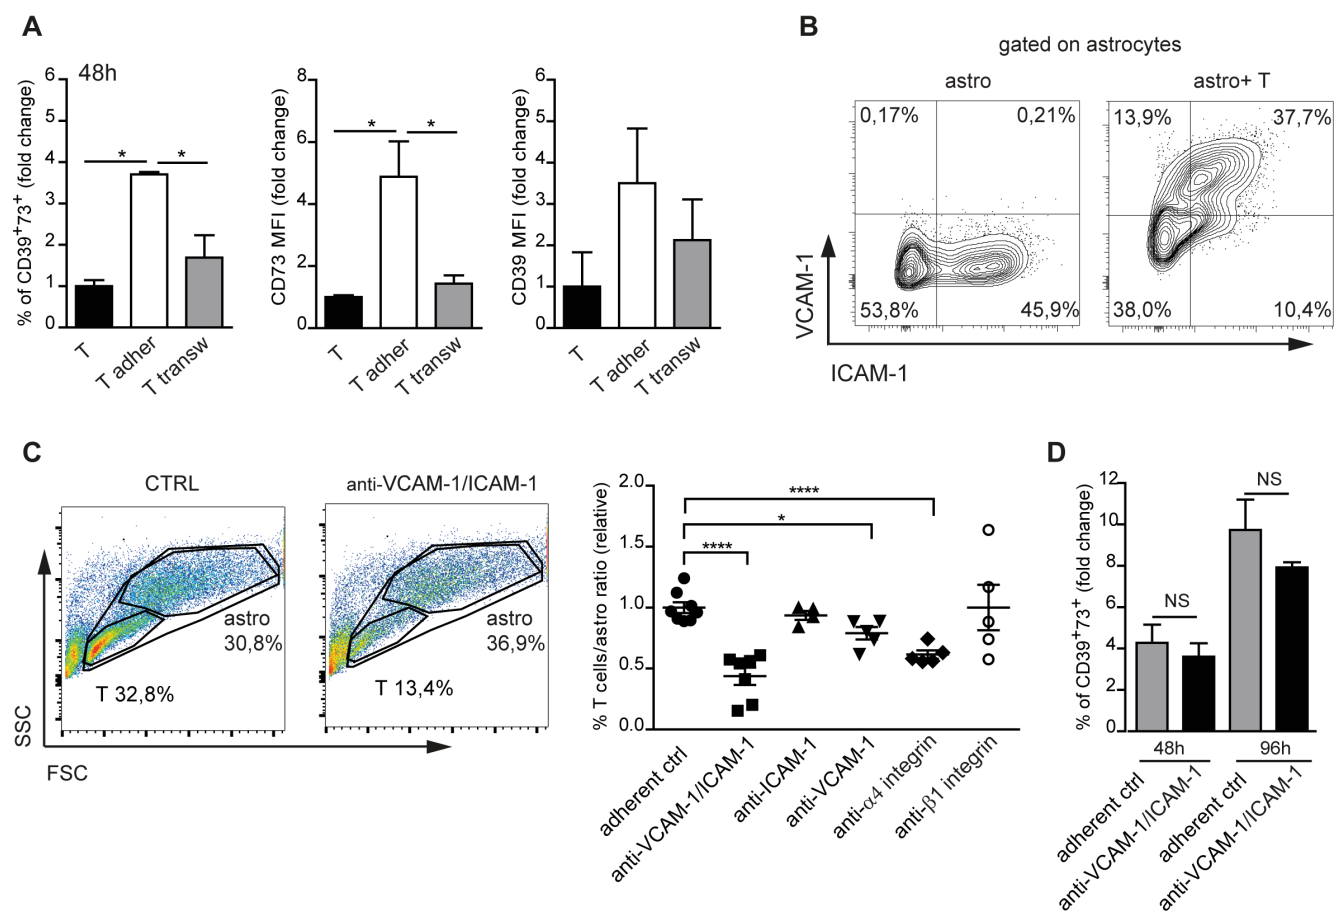 A
48h
% of CD39+73+ (fold change)
6
5
4
3
2
1
0
*
*
T
T adher
T transw
CD73 MFI (fold change)
8
6
4
2
0
*
*
T
T adher
T transw
CD39 MFI (fold change)
6
5
4
3
2
1
0
T
T adher
T transw
B
gated on astrocytes
astro
astro+ T
0,17%
0,21%
53,8%
45,9%
13,9%
37,7%
38,0%
10,4%
VCAM-1
ICAM-1
C
CTRL
anti-VCAM-1/ICAM-1
astro
30,8%
T 32,8%
astro
36,9%
T 13,4%
SSC
FSC
% T cells/astro ratio (relative)
2.0
1.5
1.0
0.5
0.0
****
*
****
adherent ctrl
anti-VCAM-1/ICAM-1
anti-ICAM-1
anti-VCAM-1
anti-α4 integrin
anti-β1 integrin
D
% of CD39+73+ (fold change)
12
10
8
6
4
2
0
NS
NS
48h
96h
adherent ctrl
anti-VCAM-1/ICAM-1
adherent ctrl
anti-VCAM-1/ICAM-1